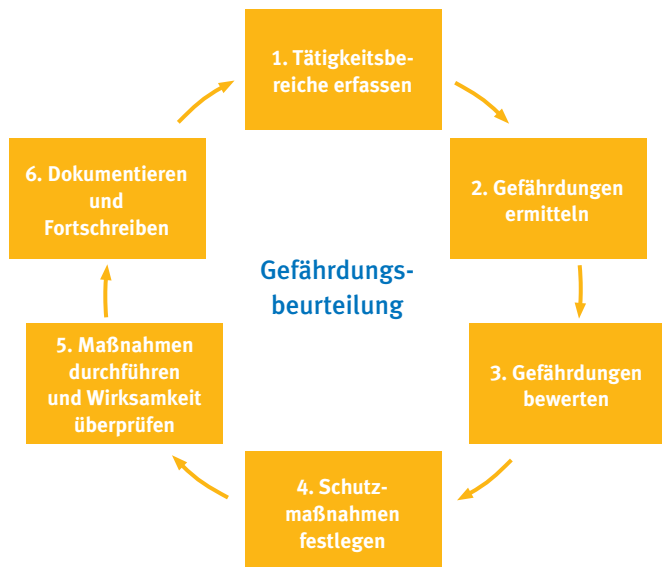 1. Tätigkeitsbe-
reiche erfassen
2. Gefährdungen
ermitteln
3. Gefährdungen
bewerten
4. Schutz-
maßnahmen
festlegen
5. Maßnahmen
durchführen
und Wirksamkeit
überprüfen
6. Dokumentieren
und
Fortschreiben
Gefährdungs-
beurteilung